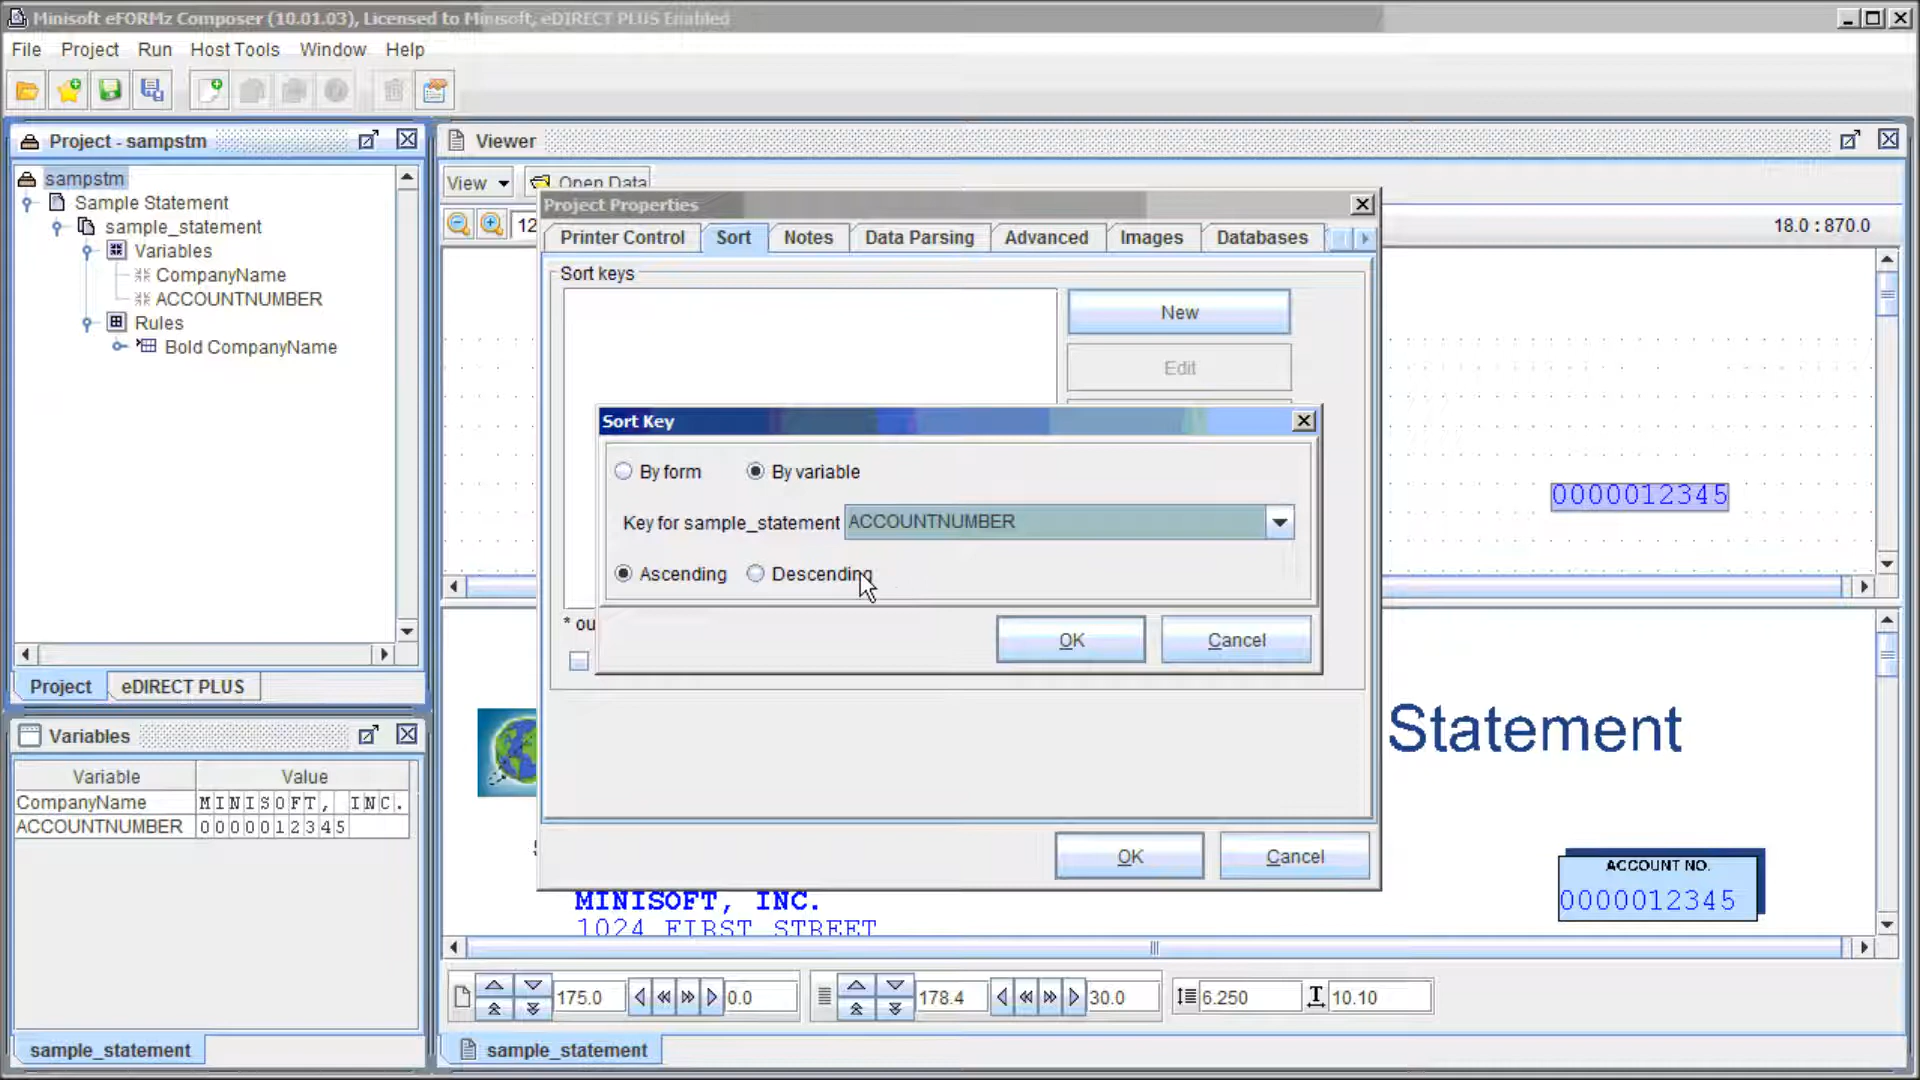 Minisoft eFORMz Composer (10.01.03), Licensed to Minisoft, eDIRECT PLUS Enabled
File Project Run Host Tools Window Help
Project - sampstm
sampstm
Sample Statement
sample_statement
Variables
CompanyName
ACCOUNTNUMBER
Rules
Bold CompanyName
Project eDIRECT PLUS
Variables
Variable Value
CompanyName MINISOFT, INC.
ACCOUNTNUMBER 0000012345
sample_statement
Viewer
View Open Data
12
18.0 : 870.0
0000012345
Project Properties
Printer Control Sort Notes Data Parsing Advanced Images Databases
Sort keys
New
Edit
Sort Key
By form By variable
Key for sample_statement ACCOUNTNUMBER
Ascending Descending
OK Cancel
* ou
OK Cancel
Statement
ACCOUNT NO.
0000012345
MINISOFT, INC.
1024 FIRST STREET
175.0 0.0 178.4 30.0 6.250 10.10
sample_statement